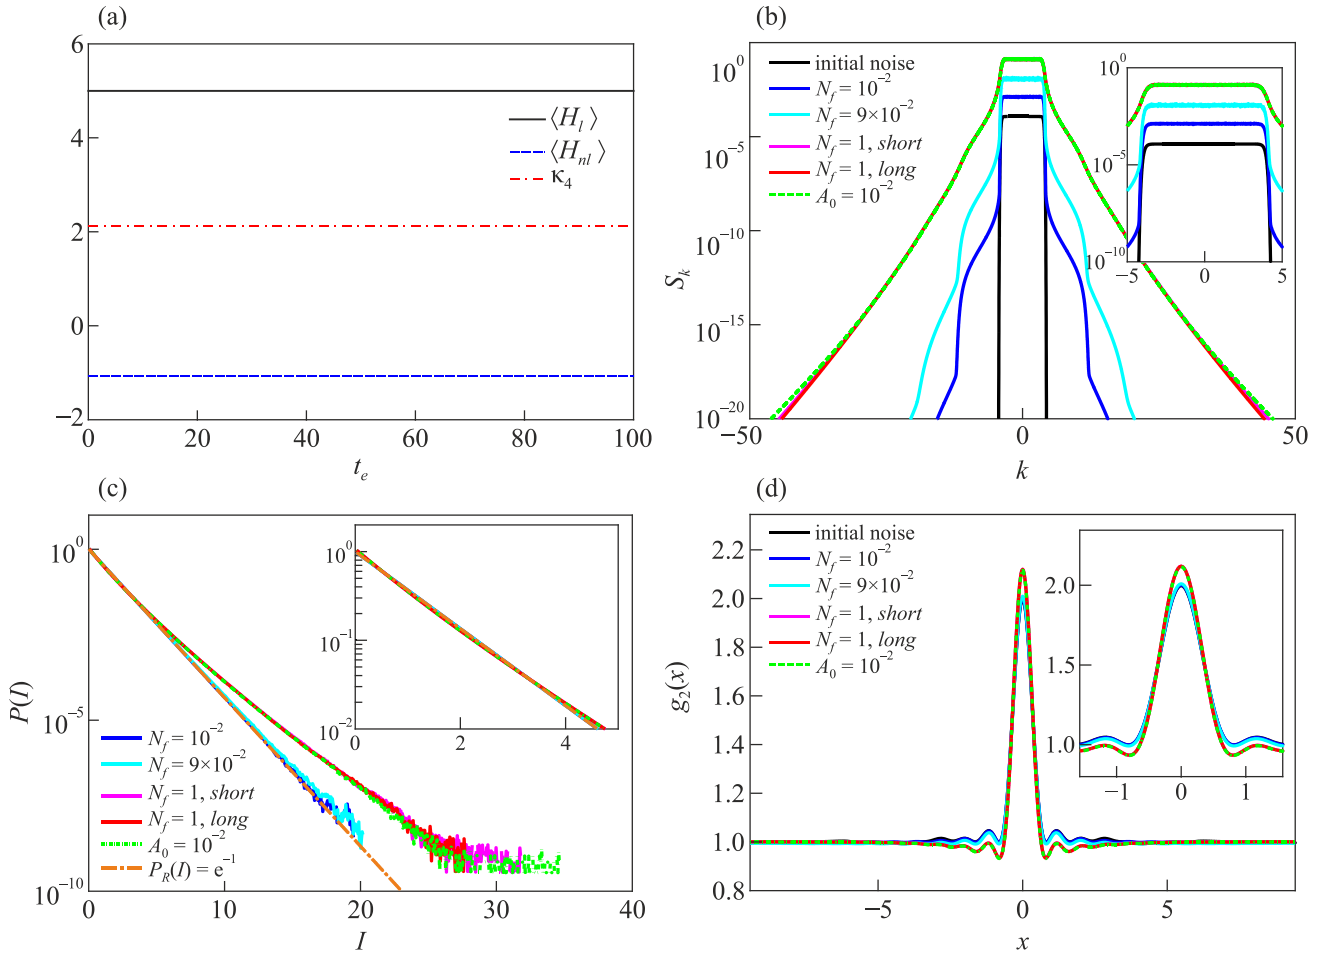 (a)
6
4
2
0
−2
0
20
40
60
80
100
t_e
⟨H_l⟩
⟨H_nl⟩
κ_4
(b)
10^0
10^−5
10^−10
10^−15
10^−20
S_k
−50
0
50
k
initial noise
N_f = 10^−2
N_f = 9×10^−2
N_f = 1, short
N_f = 1, long
A_0 = 10^−2
10^0
10^−5
10^−10
−5
0
5
(c)
10^0
10^−5
10^−10
P(I)
0
10
20
30
40
I
N_f = 10^−2
N_f = 9×10^−2
N_f = 1, short
N_f = 1, long
A_0 = 10^−2
P_R(I) = e^−1
10^0
10^−1
10^−2
0
2
4
(d)
2.2
2.0
1.8
1.6
1.4
1.2
1.0
0.8
g_2(x)
−5
0
5
x
initial noise
N_f = 10^−2
N_f = 9×10^−2
N_f = 1, short
N_f = 1, long
A_0 = 10^−2
2.0
1.5
1.0
−1
0
1